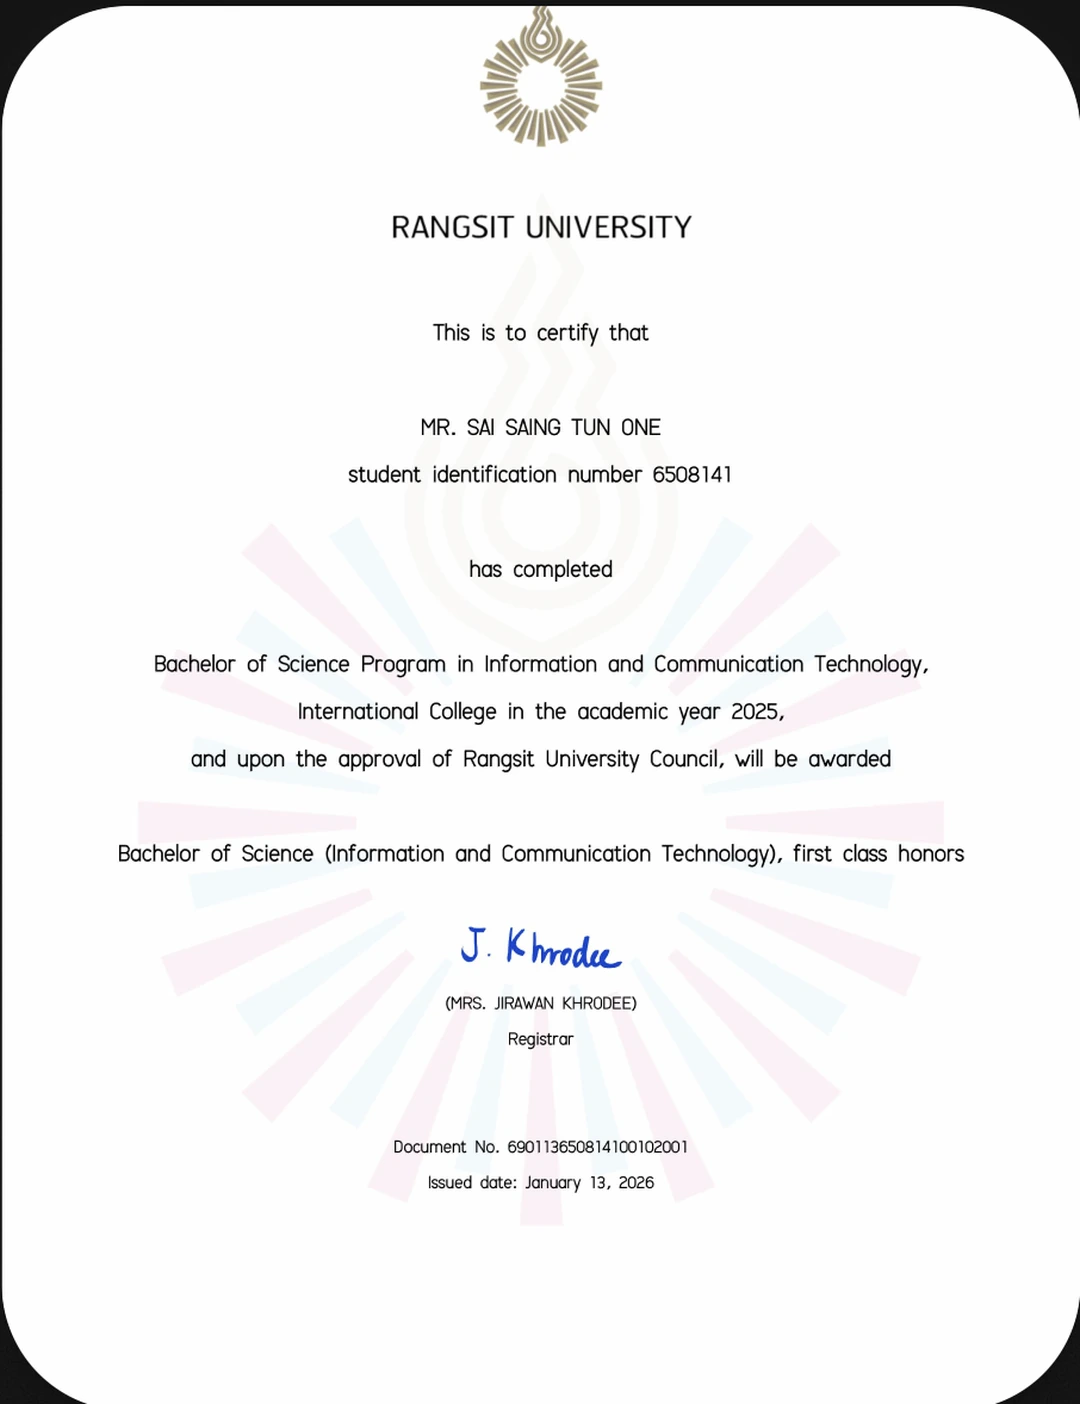 RANGSIT UNIVERSITY
This is to certify that
MR. SAI SAING TUN ONE
student identification number 6508141
has completed
Bachelor of Science Program in Information and Communication Technology,
International College in the academic year 2025,
and upon the approval of Rangsit University Council, will be awarded
Bachelor of Science (Information and Communication Technology), first class honors
J. Khrodee
(MRS. JIRAWAN KHRODEE)
Registrar
Document No. 690113650814100102001
Issued date: January 13, 2026